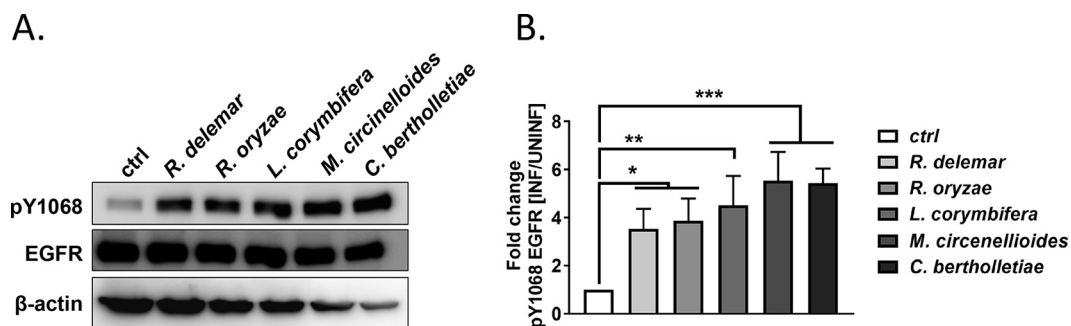 A.
ctrl
R. delemar
R. oryzae
L. corymbifera
M. circinelloides
C. bertholletiae
pY1068
EGFR
β-actin
B.
Fold change
pY1068 EGFR [INF/UNINF]
8
6
4
2
0
*
**
***
ctrl
R. delemar
R. oryzae
L. corymbifera
M. circenellioides
C. bertholletiae